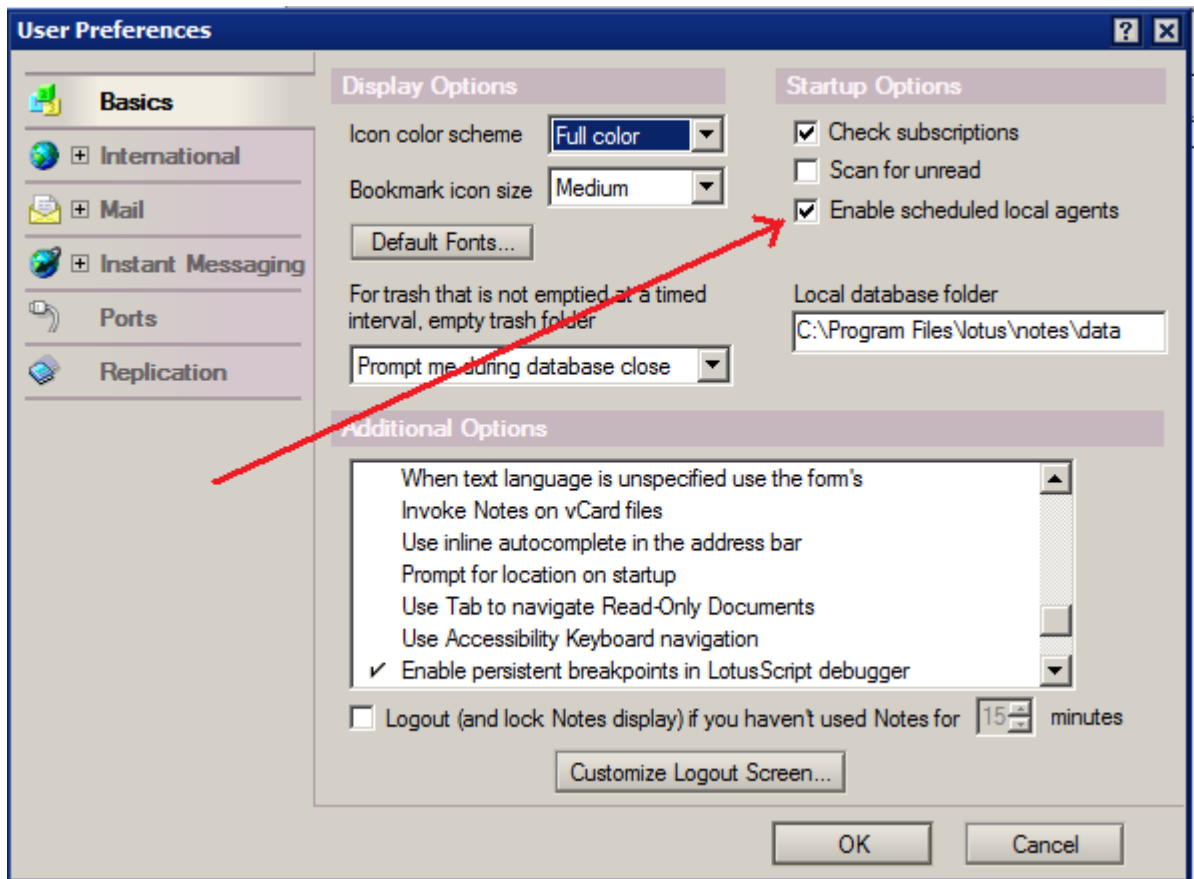 User Preferences
Basics
International
Mail
Instant Messaging
Ports
Replication
Display Options
Icon color scheme
Full color
Bookmark icon size
Medium
Default Fonts...
For trash that is not emptied at a timed
interval, empty trash folder
Prompt me during database close
Startup Options
Check subscriptions
Scan for unread
Enable scheduled local agents
Local database folder
C:\Program Files\lotus\notes\data
Additional Options
When text language is unspecified use the form's
Invoke Notes on vCard files
Use inline autocomplete in the address bar
Prompt for location on startup
Use Tab to navigate Read-Only Documents
Use Accessibility Keyboard navigation
Enable persistent breakpoints in LotusScript debugger
Logout (and lock Notes display) if you haven't used Notes for 15 minutes
Customize Logout Screen...
OK
Cancel